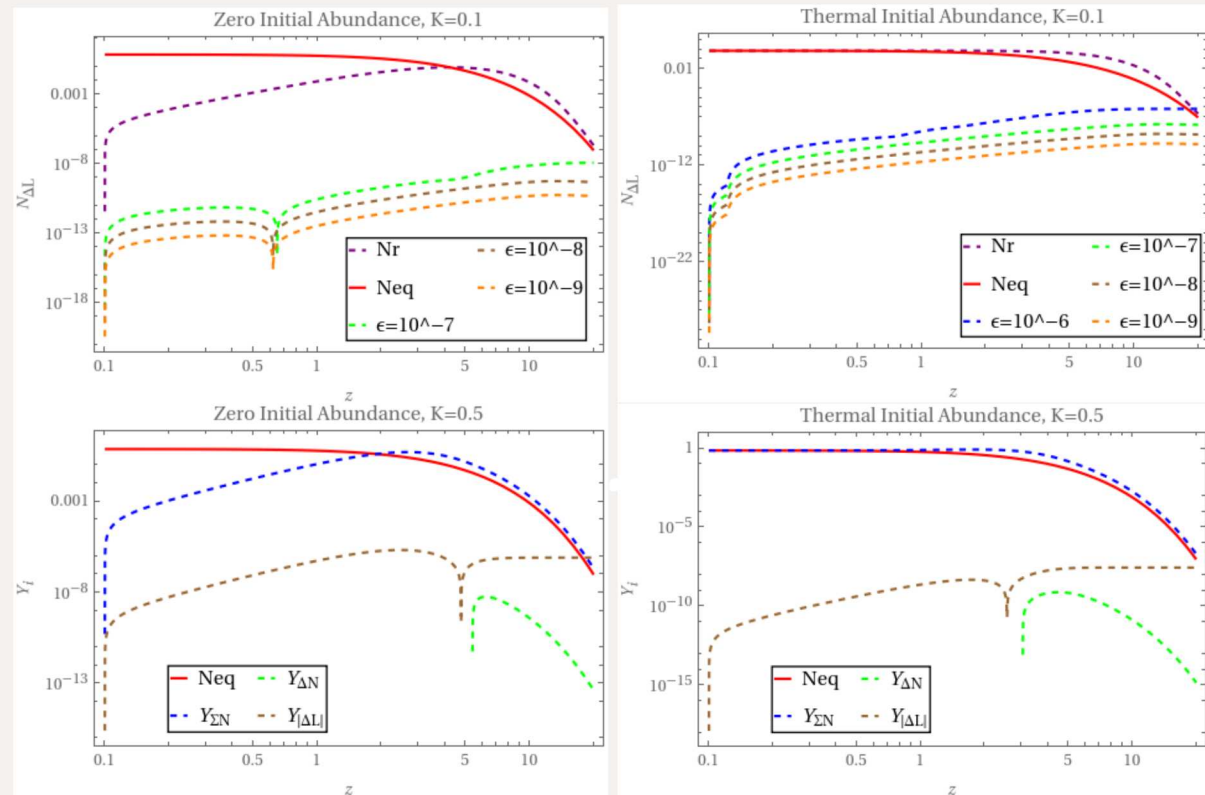 Zero Initial Abundance, K=0.1
0.001
10^-8
10^-13
10^-18
N_ΔL
Nr
Neq
ϵ=10^-7
ϵ=10^-8
ϵ=10^-9
0.1 0.5 1 5 10
z
Thermal Initial Abundance, K=0.1
0.01
10^-12
10^-22
N_ΔL
Nr
Neq
ϵ=10^-6
ϵ=10^-7
ϵ=10^-8
ϵ=10^-9
0.1 0.5 1 5 10
z
Zero Initial Abundance, K=0.5
0.001
10^-8
10^-13
Y_i
Neq
Y_ΣN
Y_ΔN
Y_|ΔL|
0.1 0.5 1 5 10
z
Thermal Initial Abundance, K=0.5
1
10^-5
10^-10
10^-15
Y_i
Neq
Y_ΣN
Y_ΔN
Y_|ΔL|
0.1 0.5 1 5 10
z